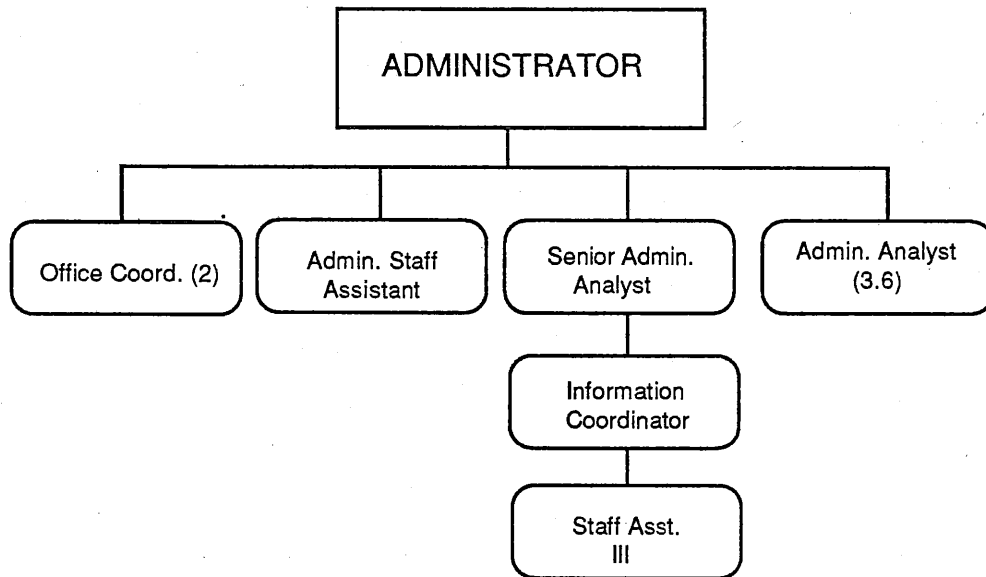 ADMINISTRATOR
Office Coord. (2)
Admin. Staff
Assistant
Senior Admin.
Analyst
Admin. Analyst
(3.6)
Information
Coordinator
Staff Asst.
III